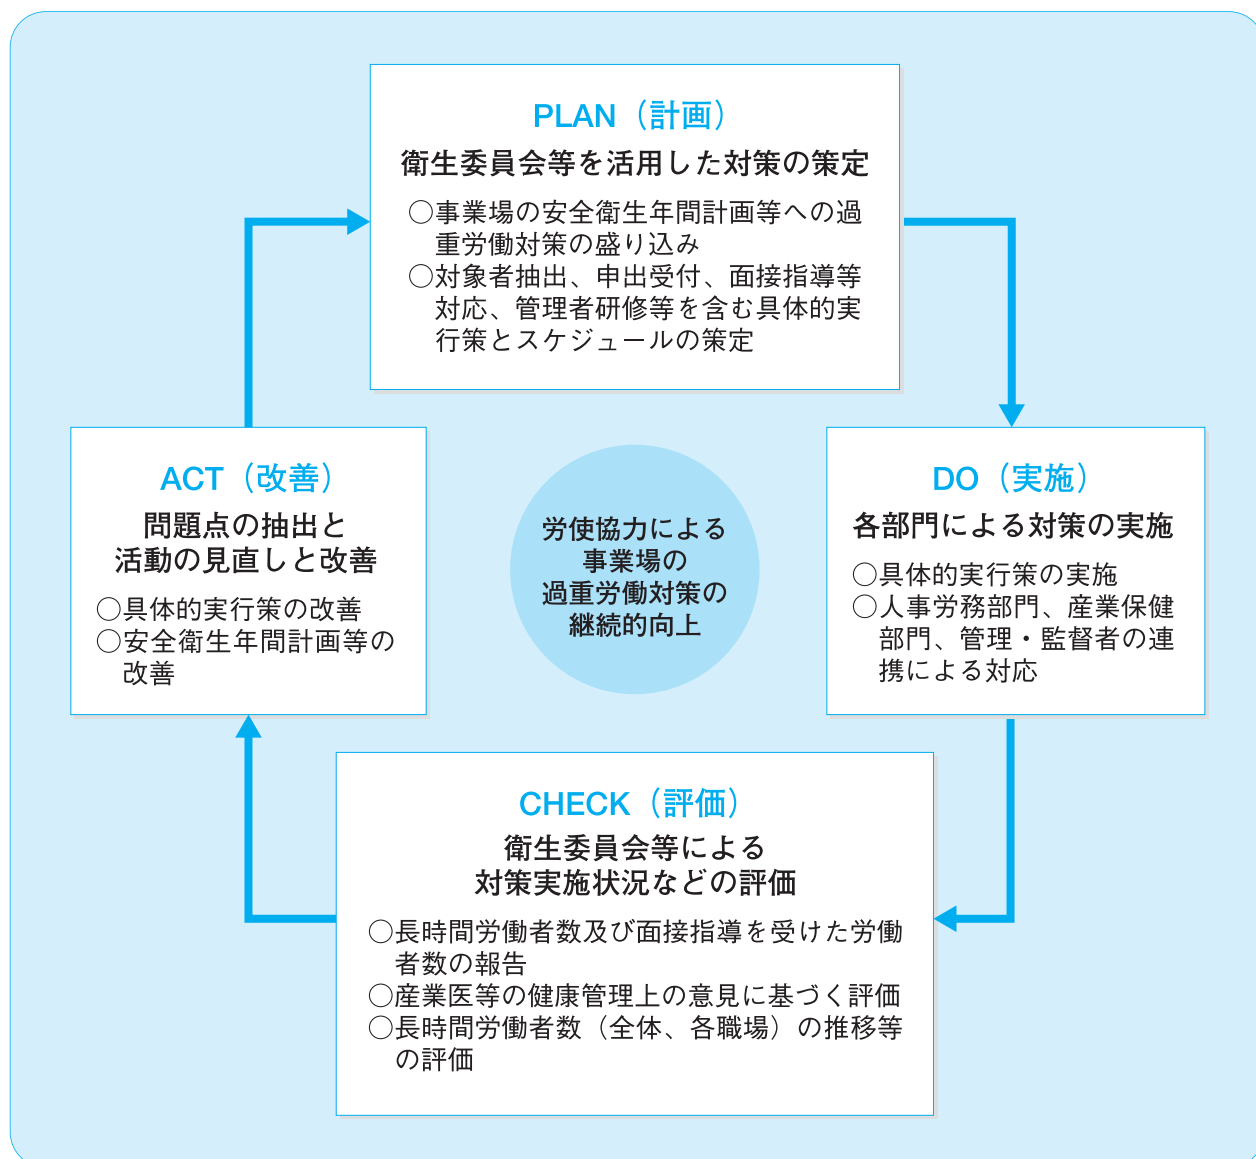 PLAN（計画）
衛生委員会等を活用した対策の策定
○事業場の安全衛生年間計画等への過
重労働対策の盛り込み
○対象者抽出、申出受付、面接指導等
対応、管理者研修等を含む具体的実
行策とスケジュールの策定
DO（実施）
各部門による対策の実施
○具体的実行策の実施
○人事労務部門、産業保健
部門、管理・監督者の連
携による対応
CHECK（評価）
衛生委員会等による
対策実施状況などの評価
○長時間労働者数及び面接指導を受けた労働
者数の報告
○産業医等の健康管理上の意見に基づく評価
○長時間労働者数（全体、各職場）の推移等
の評価
ACT（改善）
問題点の抽出と
活動の見直しと改善
○具体的実行策の改善
○安全衛生年間計画等の
改善
労使協力による
事業場の
過重労働対策の
継続的向上